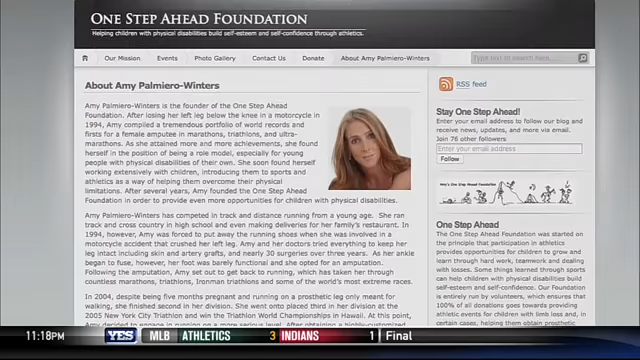 ONE STEP AHEAD FOUNDATION
Helping children with physical disabilities build self-esteem and self-confidence through athletics.
Our Mission Events Photo Gallery Contact Us Donate About Amy Palmiero-Winters Type text to search here...
About Amy Palmiero-Winters
Amy Palmiero-Winters is the founder of the One Step Ahead
Foundation. After losing her left leg below the knee in a motorcycle in
1994, Amy compiled a tremendous portfolio of world records and
firsts for a female amputee in marathons, triathlons, and ultra-
marathons. As she attained more and more achievements, she found
herself in the position of being a role model, especially for young
people with physical disabilities of their own. She soon found herself
working extensively with children, introducing them to sports and
athletics as a way of helping them overcome their physical
limitations. After several years, Amy founded the One Step Ahead
Foundation in order to provide even more opportunities for children with physical disabilities.
Amy Palmiero-Winters has competed in track and distance running from a young age. She ran
track and cross country in high school and even making deliveries for her family's restaurant. In
1994, however, Amy was forced to put away the running shoes when she was involved in a
motorcycle accident that crushed her left leg. Amy and her doctors tried everything to keep her
leg intact including skin and artery grafts, and nearly 30 surgeries over three years. As her ankle
began to fuse, however, her foot was barely functional and she opted for an amputation.
Following the amputation, Amy set out to get back to running, which has taken her through
countless marathons, triathlons, Ironman triathlons and some of the world's most extreme races.
In 2004, despite being five months pregnant and running on a prosthetic leg only meant for
walking, she finished second in her division. She went onto placed third in her division at the
2005 New York City Triathlon and win the Triathlon World Championships in Hawaii. At this point,
Amy decided to engage in running on a more serious level. After obtaining a highly-customized
RSS feed
Stay One Step Ahead!
Enter your email address to follow our blog and
receive news, updates, and more via email.
Join 76 other followers.
Enter your email address
Follow
Amy's One Step Ahead Foundation
One Step Ahead
The One Step Ahead Foundation was started on
the principle that participation in athletics
provides opportunities for children to grow and
learn through hard work, teamwork and dealing
with losses. Some things learned through sports
can help children with physical disabilities build
self-esteem and self-confidence. Our Foundation
is entirely run by volunteers, which ensures that
100% of all donations goes towards providing
athletic events for children with limb loss and, in
certain cases, helping them obtain prosthetic
11:18PM YES MLB ATHLETICS 3 INDIANS 1 Final